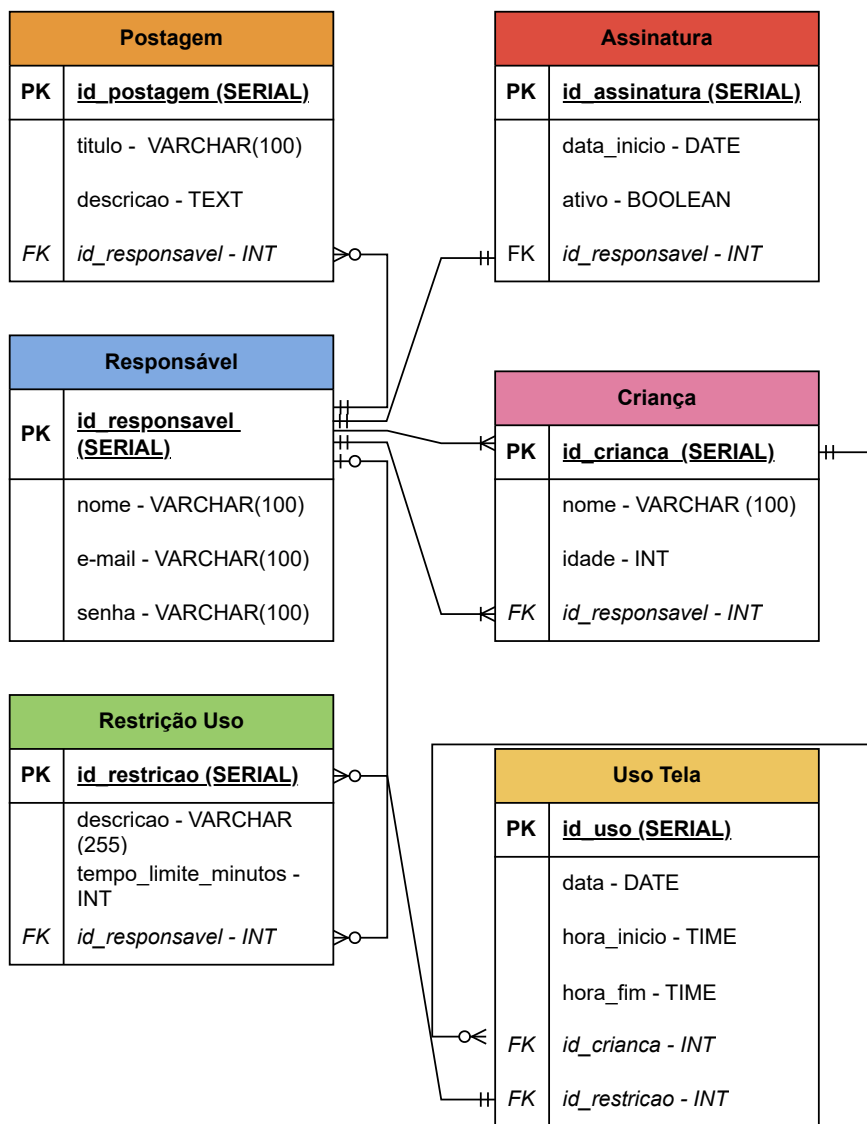 Postagem
PK id_postagem (SERIAL)
titulo - VARCHAR(100)
descricao - TEXT
FK id_responsavel - INT
Assinatura
PK id_assinatura (SERIAL)
data_inicio - DATE
ativo - BOOLEAN
FK id_responsavel - INT
Responsável
PK id_responsavel
(SERIAL)
nome - VARCHAR(100)
e-mail - VARCHAR(100)
senha - VARCHAR(100)
Criança
PK id_crianca (SERIAL)
nome - VARCHAR (100)
idade - INT
FK id_responsavel - INT
Restrição Uso
PK id_restricao (SERIAL)
descricao - VARCHAR
(255)
tempo_limite_minutos -
INT
FK id_responsavel - INT
Uso Tela
PK id_uso (SERIAL)
data - DATE
hora_inicio - TIME
hora_fim - TIME
FK id_crianca - INT
FK id_restricao - INT